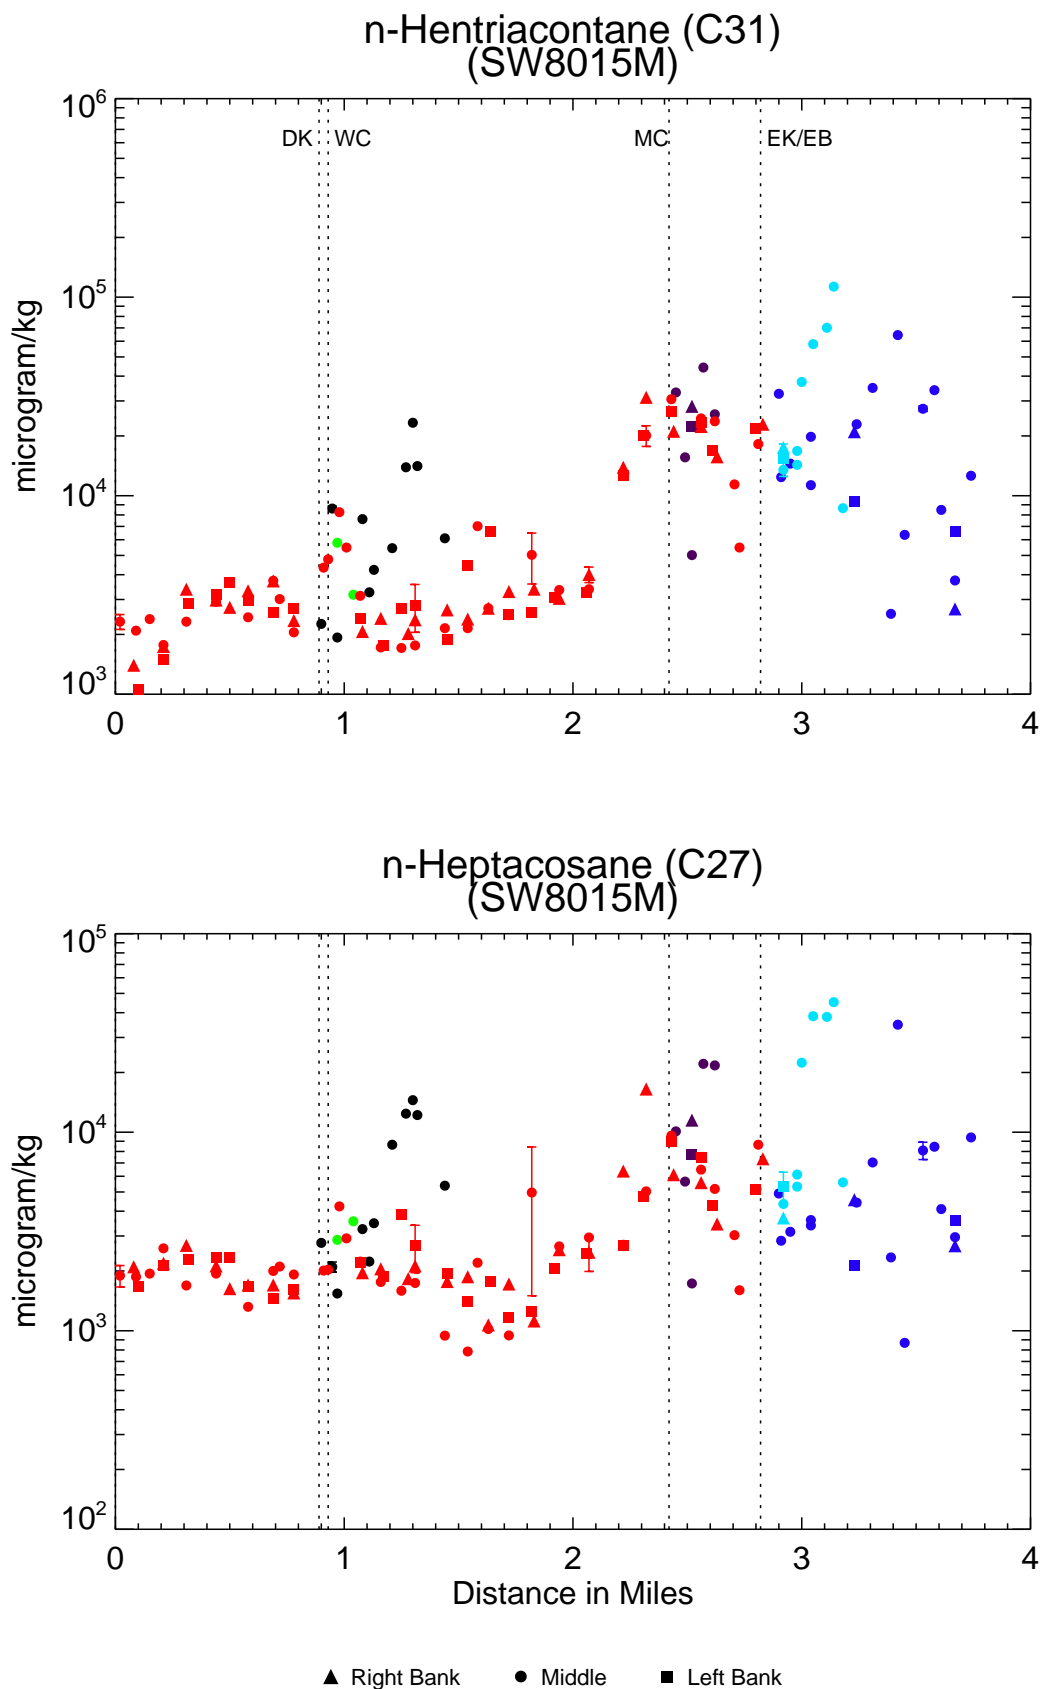 n-Hentriacontane (C31)
(SW8015M)
10^6
DK WC MC EK/EB
10^5
microgram/kg
10^4
10^3
0 1 2 3 4
n-Heptacosane (C27)
(SW8015M)
10^5
10^4
microgram/kg
10^3
10^2
0 1 2 3 4
Distance in Miles
Right Bank Middle Left Bank